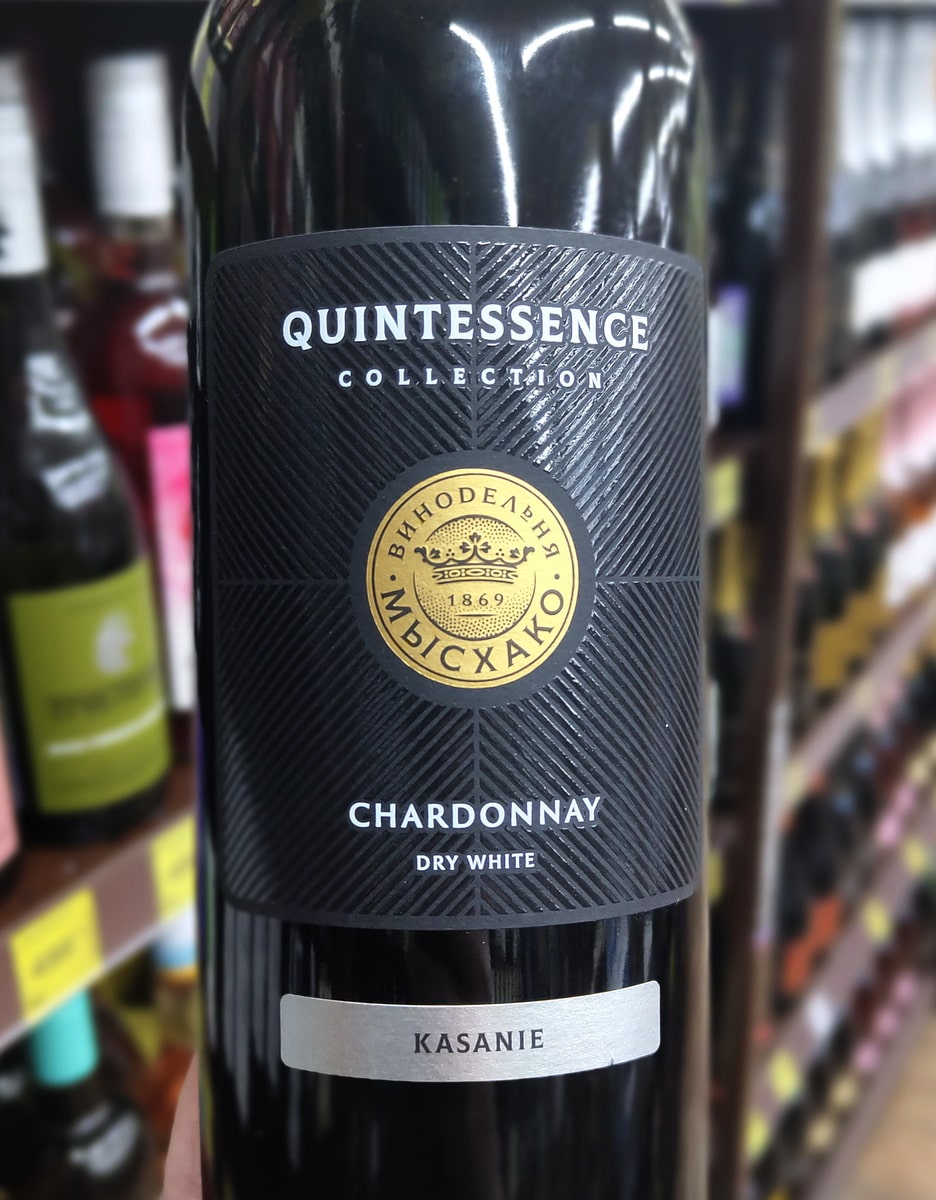 QUINTESSENCE
COLLECTION
ВИНОДЕЛЬНЯ
1869
МЫСХАКО
CHARDONNAY
DRY WHITE
KASANIE